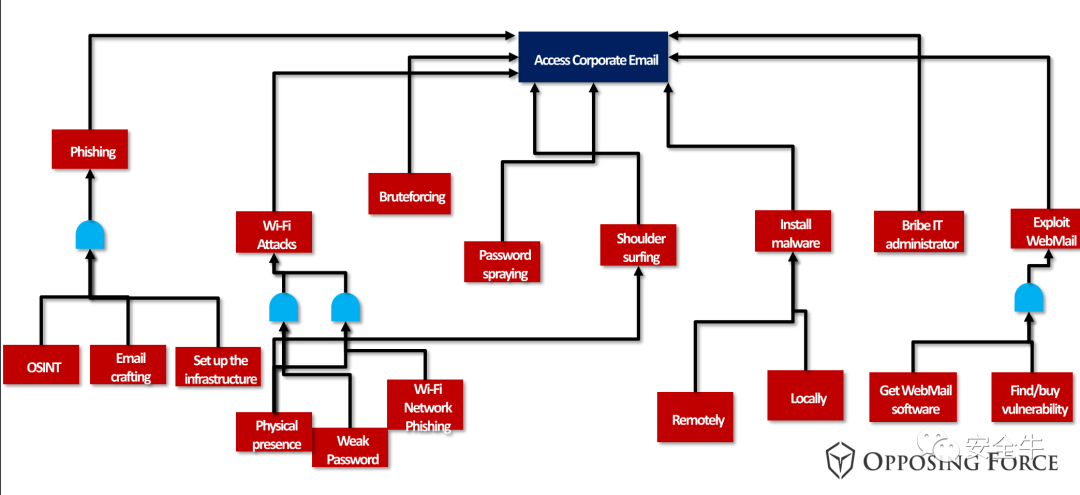 Access Corporate Email
Phishing
Bruteforcing
Wi-Fi
Attacks
Password
spraying
Shoulder
surfing
Install
malware
Bribe IT
administrator
Exploit
WebMail
OSINT
Email
crafting
Set up the
infrastructure
Physical
presence
Weak
Password
Wi-Fi
Network
Phishing
Remotely
Locally
Get WebMail
software
Find/buy
vulnerability
安全牛
OPPOSING FORCE